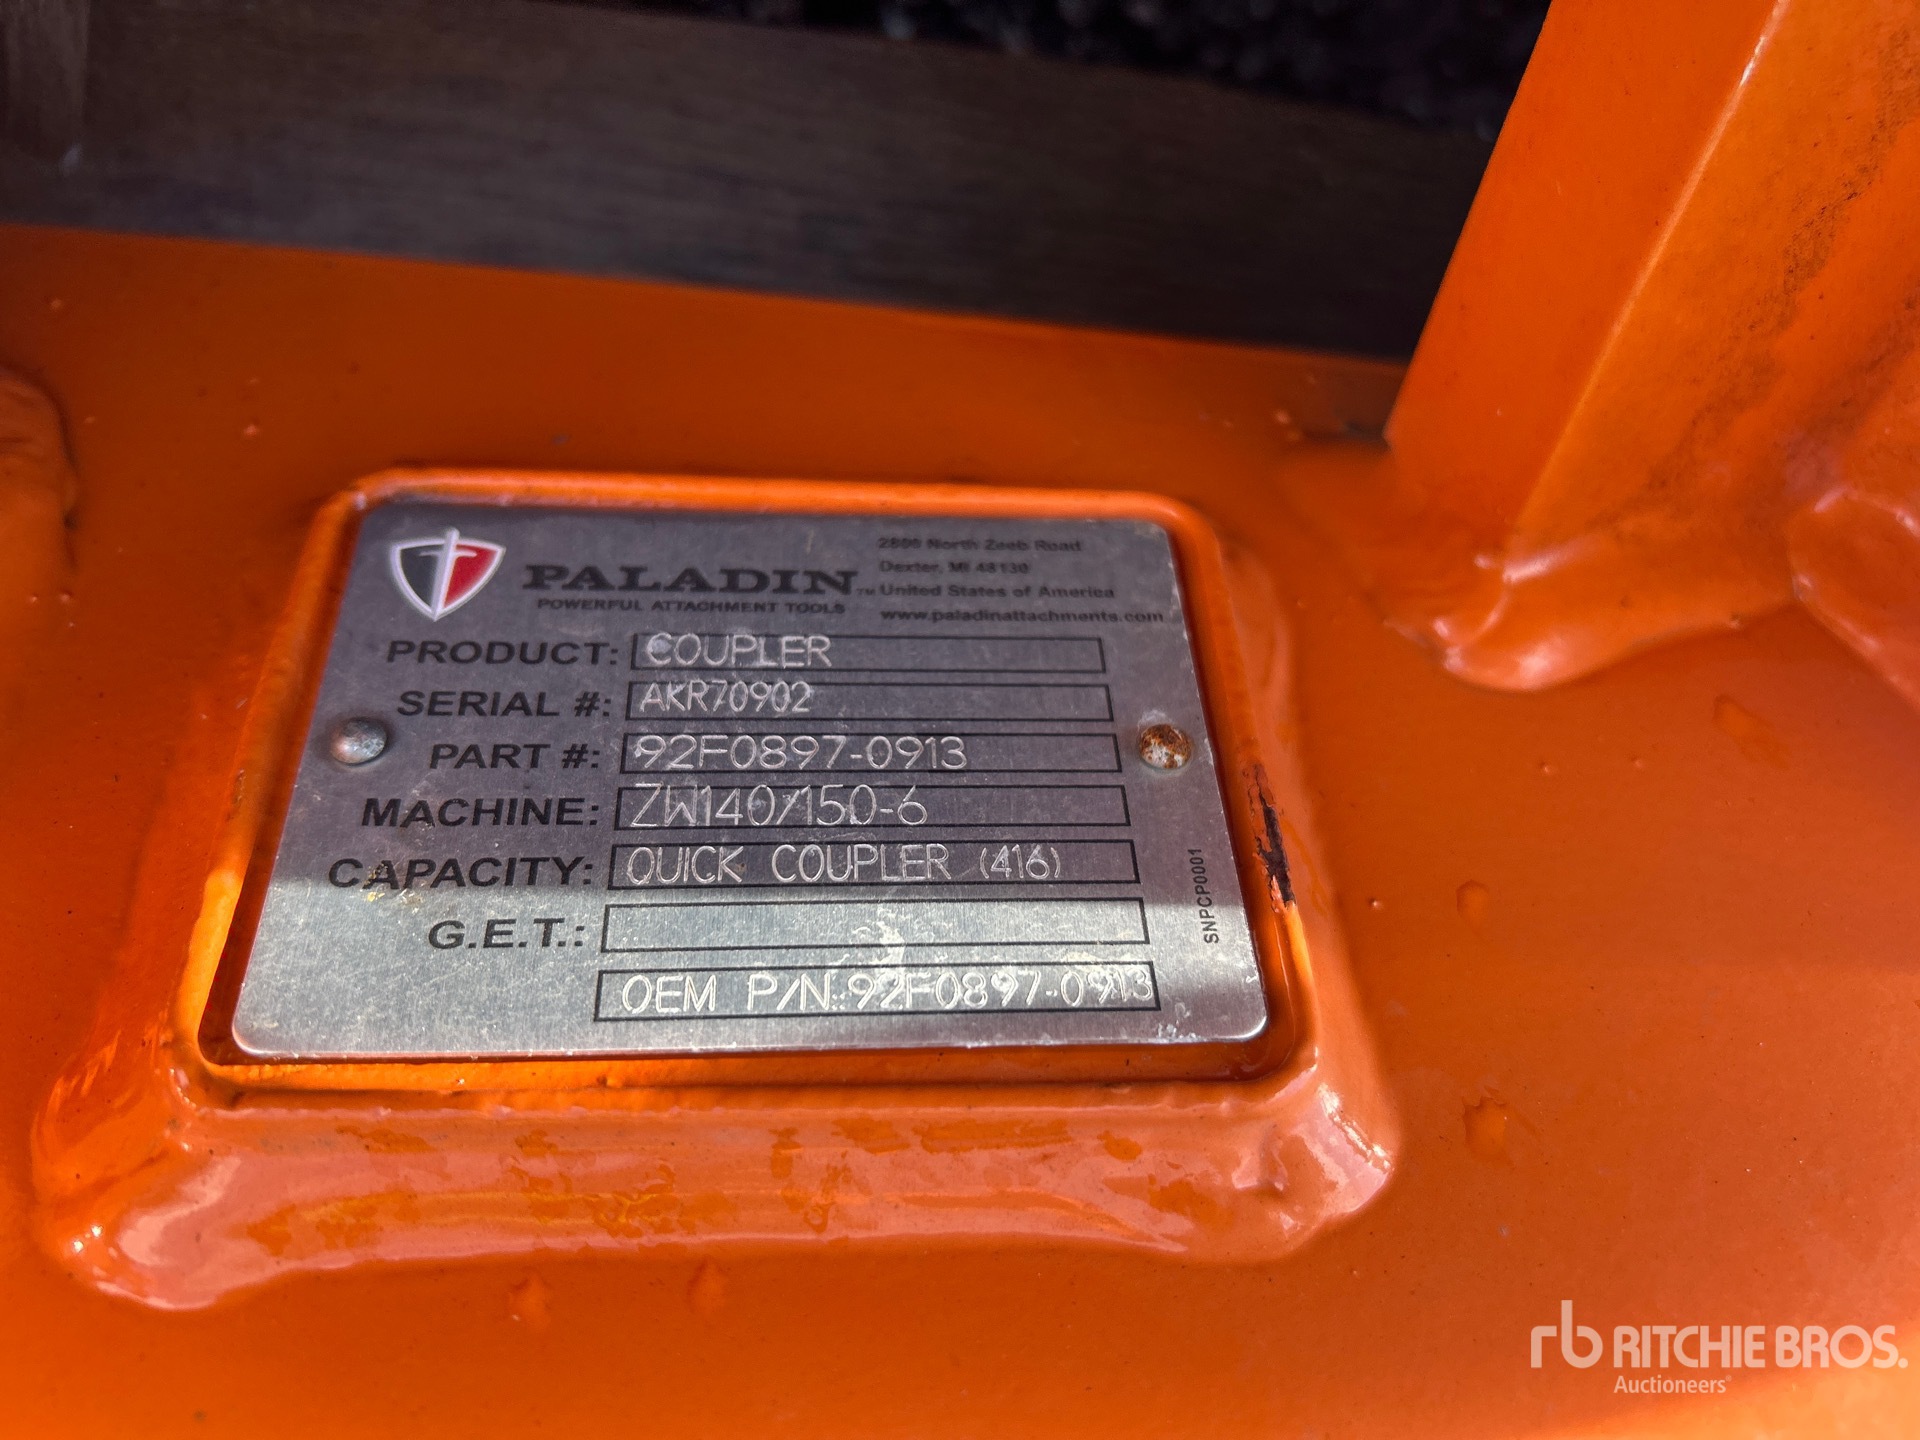 PALADIN™
POWERFUL ATTACHMENT TOOLS
2800 North Zeeb Road
Dexter, MI 48130
United States of America
www.paladinattachments.com
PRODUCT: COUPLER
SERIAL #: AKR70902
PART #: 92F0897-0913
MACHINE: ZW140/150-6
CAPACITY: QUICK COUPLER (416)
G.E.T.:
OEM P/N:92F0897-0913
SNPCP0001
rb RITCHIE BROS.
Auctioneers